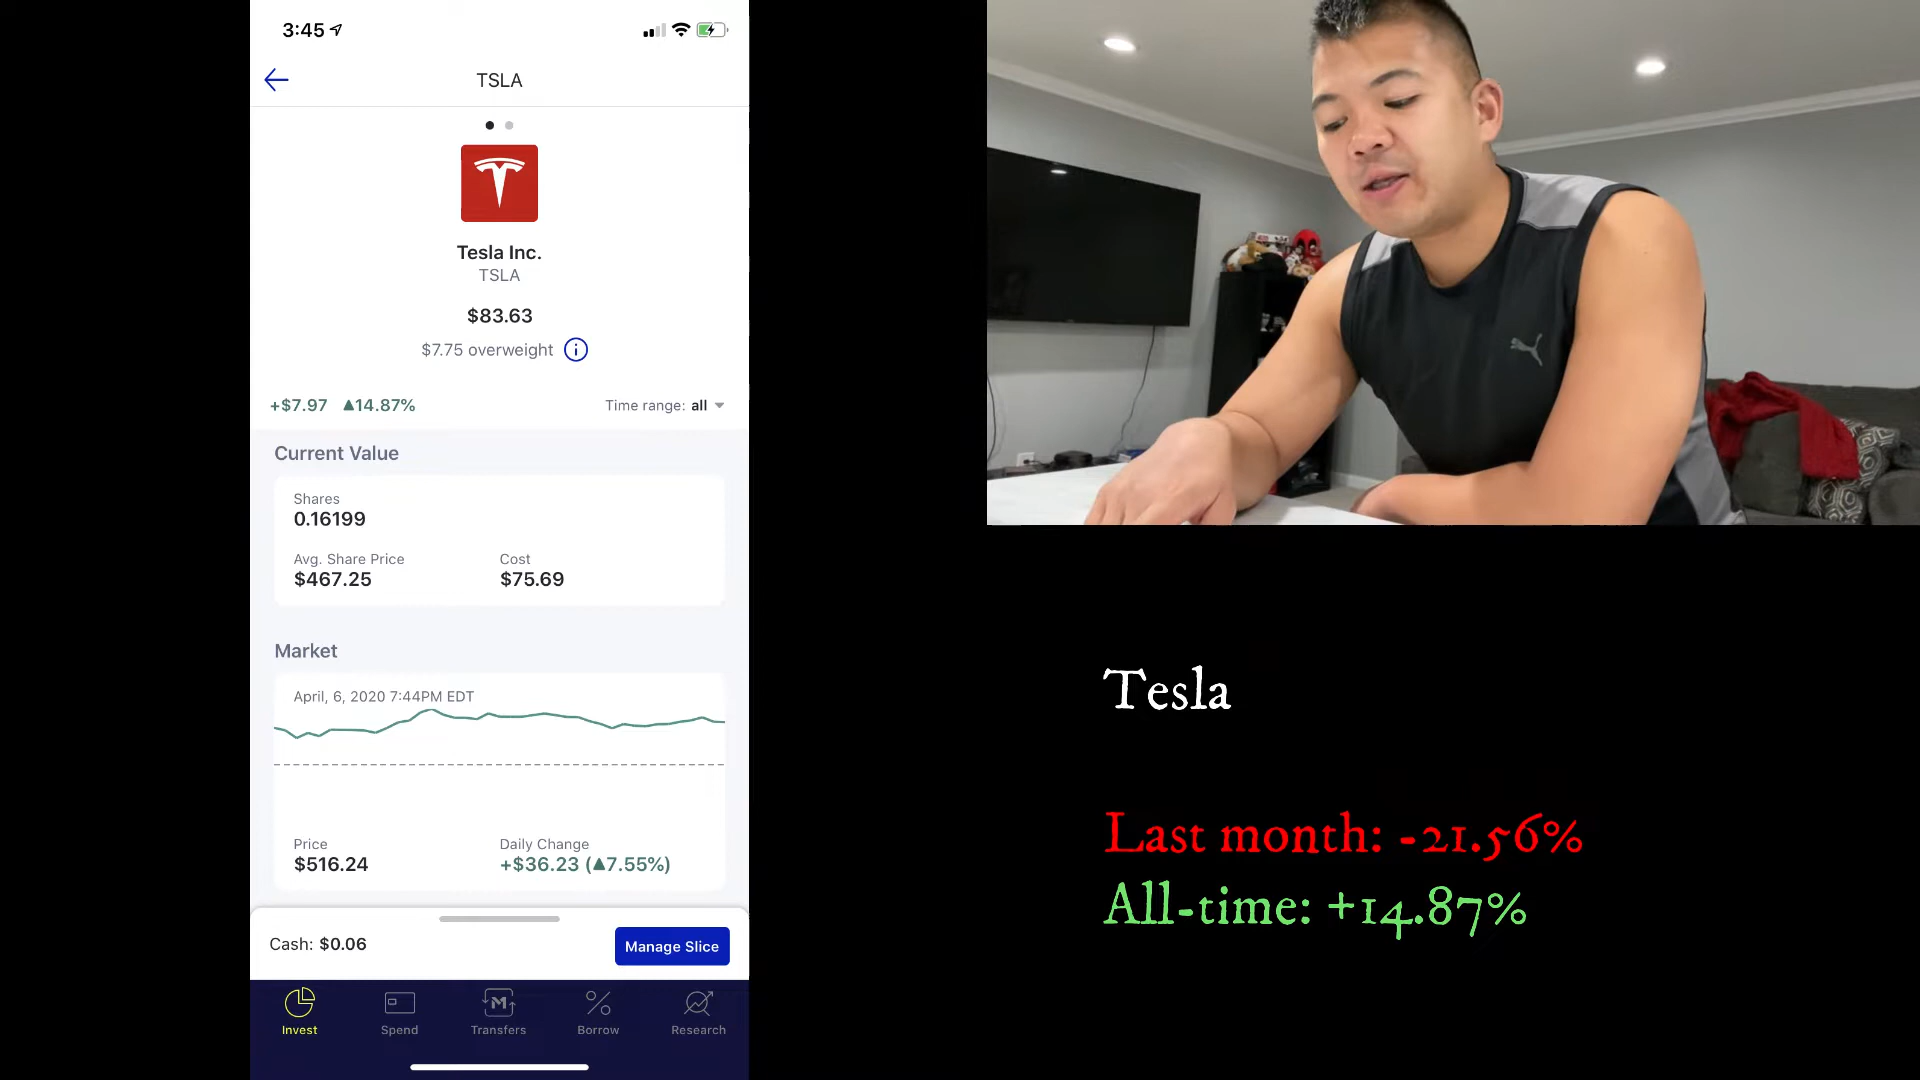 3:45
TSLA
Tesla Inc.
TSLA
$83.63
$7.75 overweight
+$7.97 ▲14.87%
Time range: all
Current Value
Shares
0.16199
Avg. Share Price
$467.25
Cost
$75.69
Market
April, 6, 2020 7:44PM EDT
Price
$516.24
Daily Change
+$36.23 (▲7.55%)
Cash: $0.06
Manage Slice
Invest
Spend
Transfers
Borrow
Research
Tesla
Last month: -21.56%
All-time: +14.87%